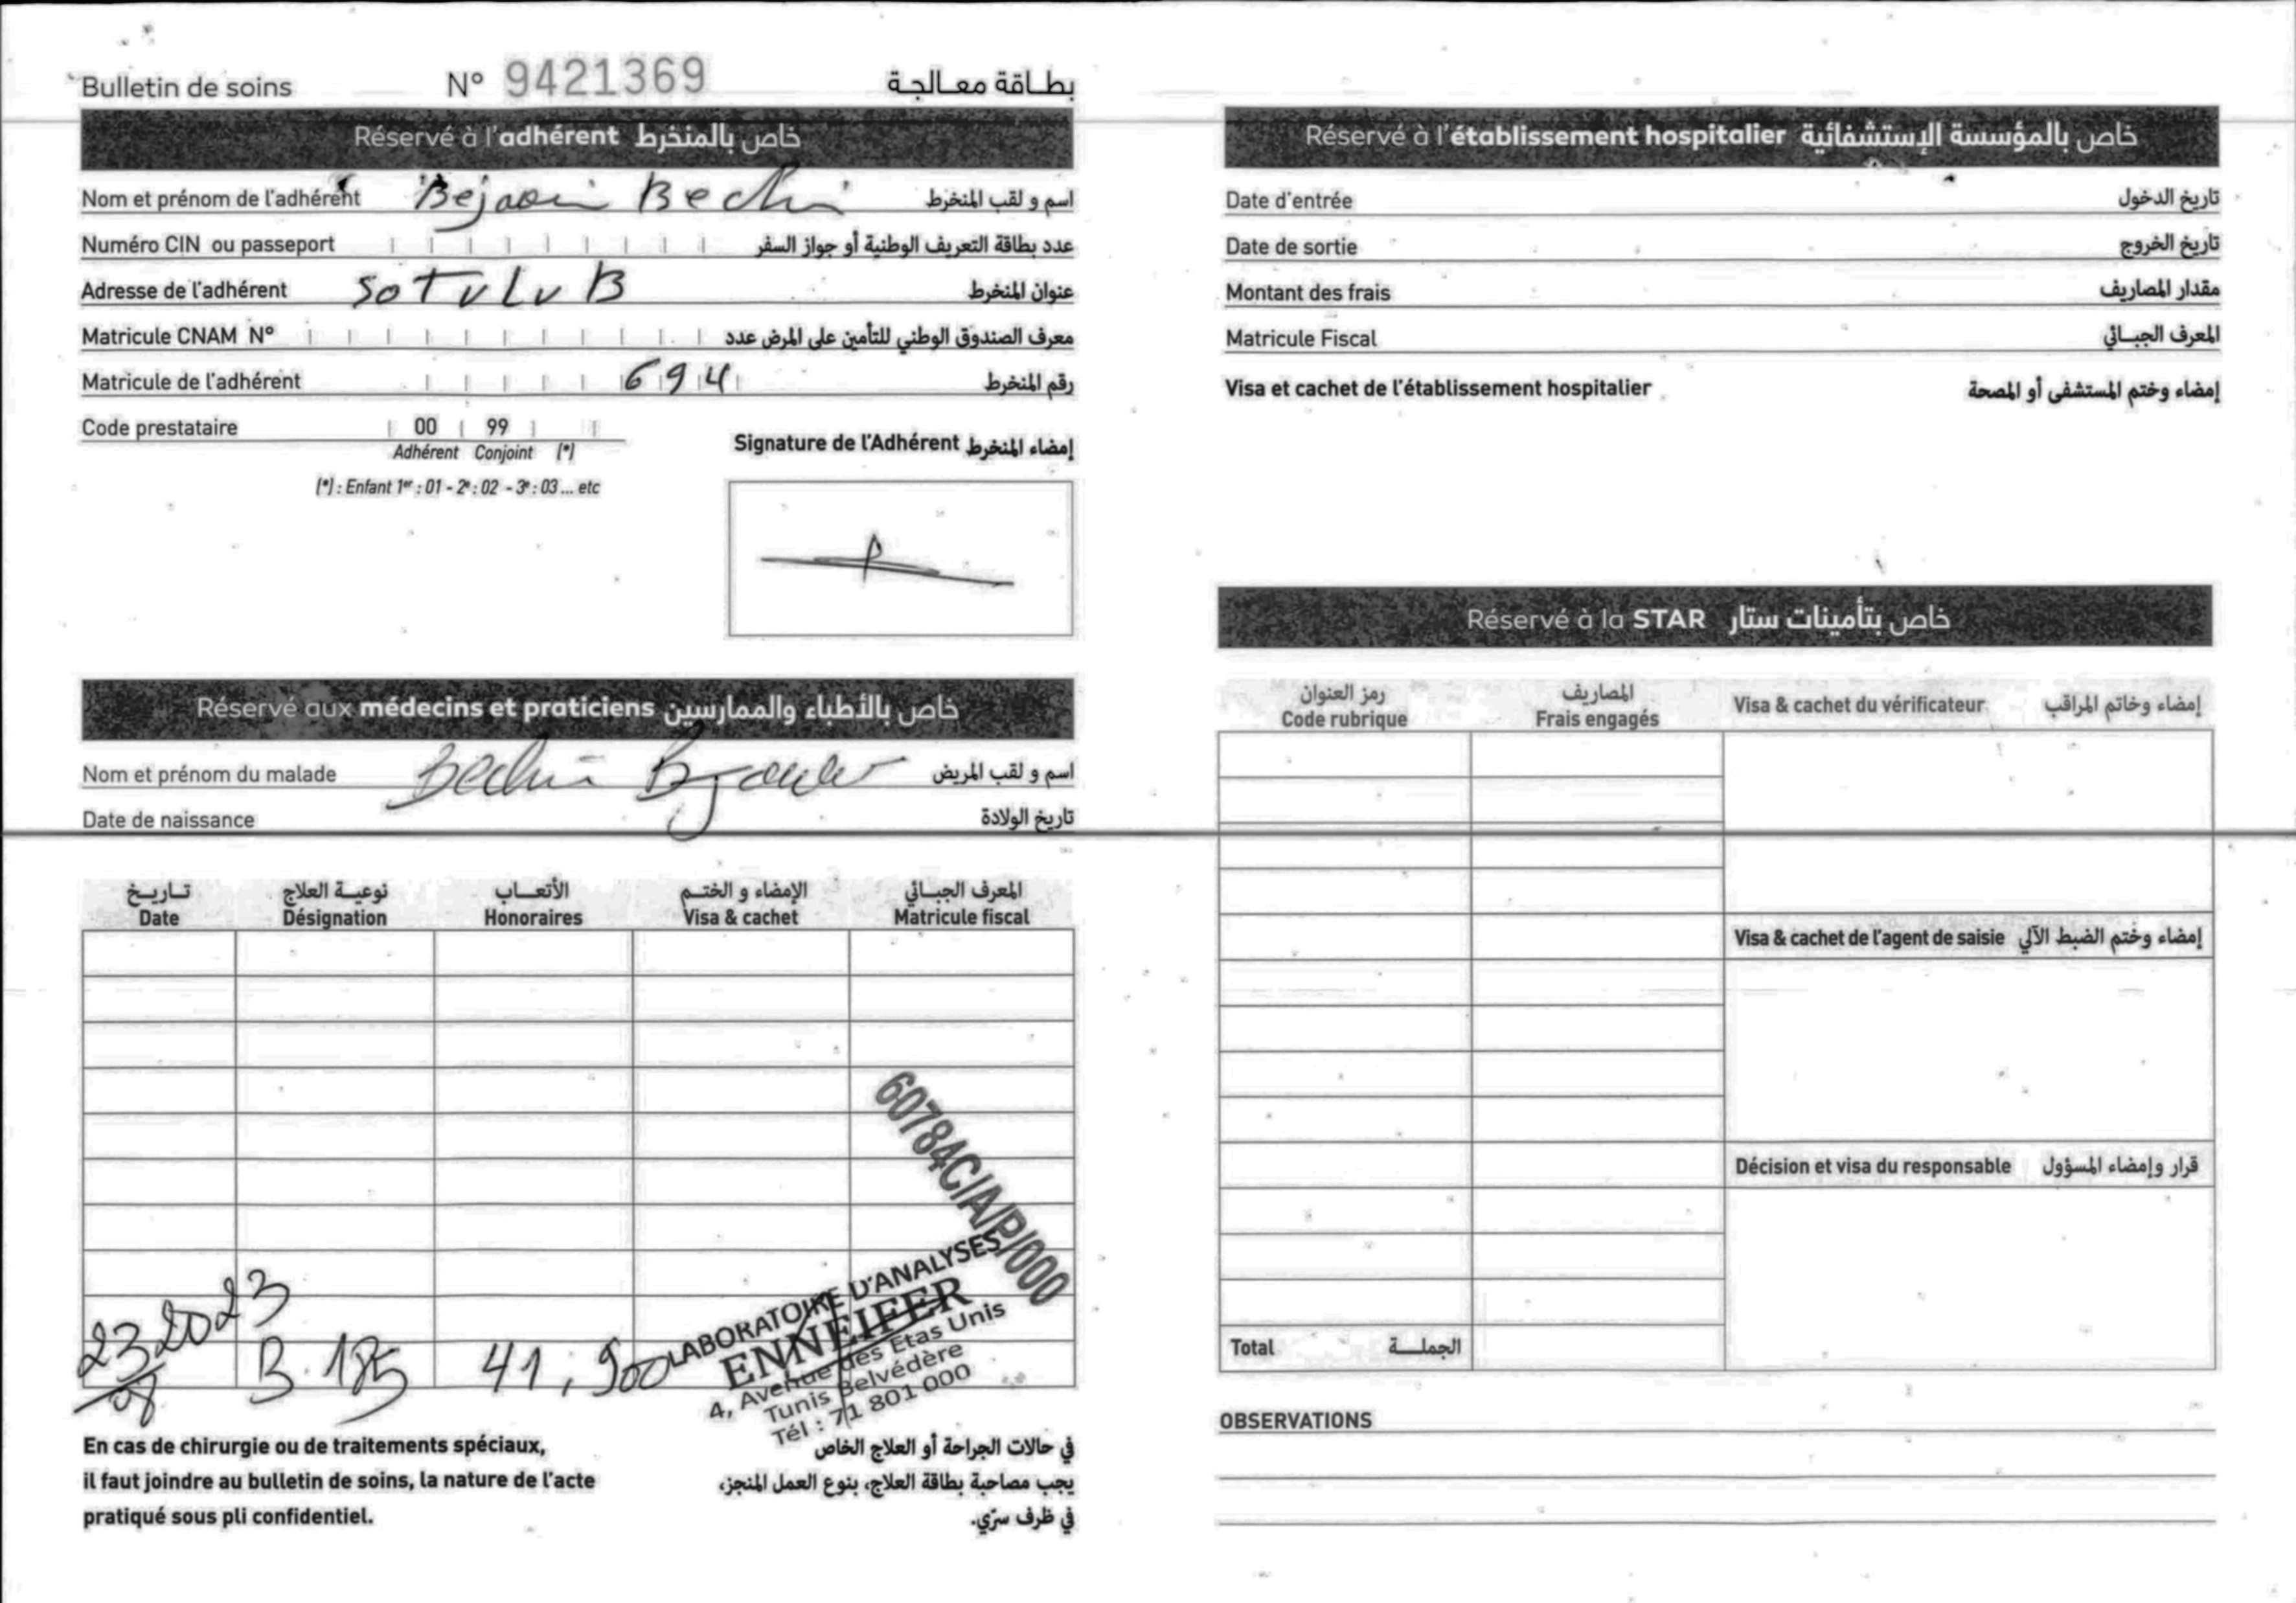 Bulletin de soins N° 9421369 بطاقة معالجة
Réservé à l'adhérent خاص بالمنخرط
Nom et prénom de l'adhérent Bejaoui Bechir اسم و لقب المنخرط
Numéro CIN ou passeport عدد بطاقة التعريف الوطنية أو جواز السفر
Adresse de l'adhérent SOTULUB عنوان المنخرط
Matricule CNAM N° معرف الصندوق الوطني للتأمين على المرض عدد
Matricule de l'adhérent 694 رقم المنخرط
Code prestataire 00 99
Adhérent Conjoint (*)
(*) : Enfant 1er : 01 - 2e : 02 - 3e : 03 ... etc
Signature de l'Adhérent إمضاء المنخرط
Réservé aux médecins et praticiens خاص بالأطباء والممارسين
Nom et prénom du malade Bechir اسم و لقب المريض
Date de naissance تاريخ الولادة
تاريخ نوعية العلاج الأتعاب الإمضاء و الختم المعرف الجبائي
Date Désignation Honoraires Visa & cachet Matricule fiscal
60784C/A/P/000
23/08 2023 B.185 41,900
LABORATOIRE D'ANALYSES
ENNEIFER
4, Avenue des Etas Unis
Tunis Belvédère
Tél : 71 801 000
En cas de chirurgie ou de traitements spéciaux, في حالات الجراحة أو العلاج الخاص
il faut joindre au bulletin de soins, la nature de l'acte يجب مصاحبة بطاقة العلاج، بنوع العمل المنجز،
pratiqué sous pli confidentiel. في ظرف سرّي.
Réservé à l'établissement hospitalier خاص بالمؤسسة الإستشفائية
Date d'entrée تاريخ الدخول
Date de sortie تاريخ الخروج
Montant des frais مقدار المصاريف
Matricule Fiscal المعرف الجبائي
Visa et cachet de l'établissement hospitalier إمضاء وختم المستشفى أو المصحة
Réservé à la STAR خاص بتأمينات ستار
رمز العنوان المصاريف
Code rubrique Frais engagés Visa & cachet du vérificateur إمضاء وخاتم المراقب
Visa & cachet de l'agent de saisie إمضاء وختم الضبط الآلي
Décision et visa du responsable قرار وإمضاء المسؤول
Total الجملة
OBSERVATIONS